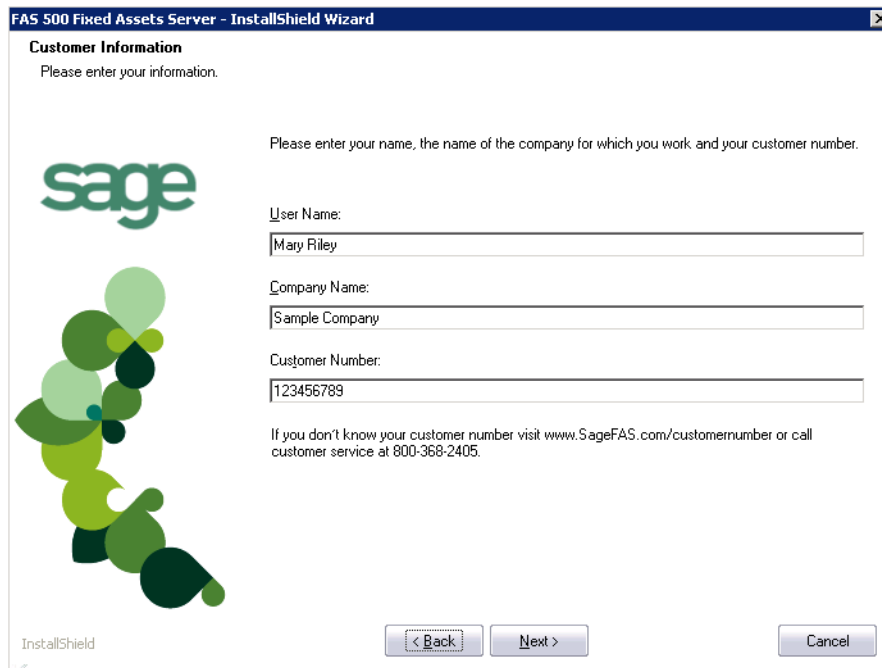 FAS 500 Fixed Assets Server - InstallShield Wizard
Customer Information
Please enter your information.
Please enter your name, the name of the company for which you work and your customer number.
sage
User Name:
Mary Riley
Company Name:
Sample Company
Customer Number:
123456789
If you don't know your customer number visit www.SageFAS.com/customernumber or call
customer service at 800-368-2405.
InstallShield
< Back
Next >
Cancel